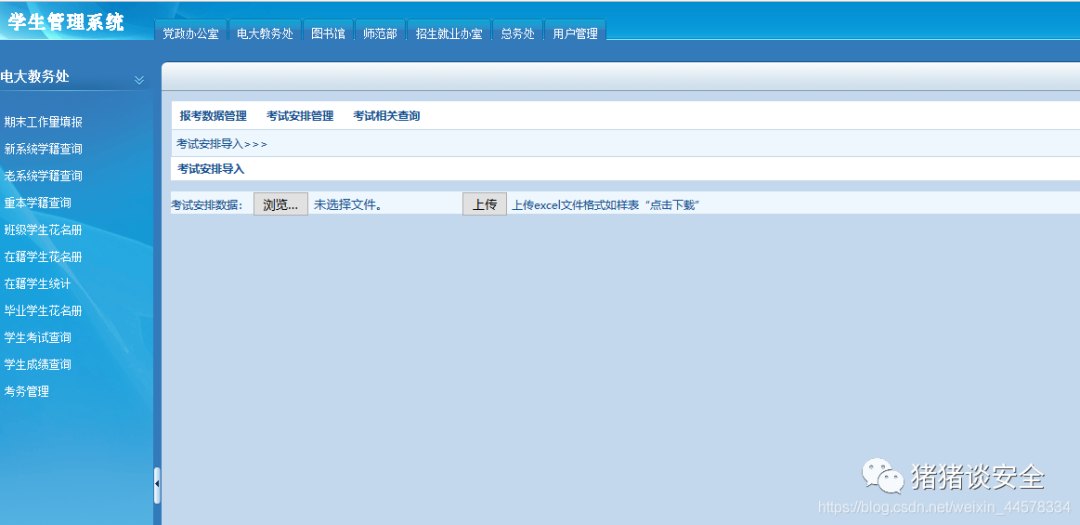 学生管理系统
党政办公室 电大教务处 图书馆 师范部 招生就业办室 总务处 用户管理
电大教务处
期末工作量填报
新系统学籍查询
老系统学籍查询
重本学籍查询
班级学生花名册
在籍学生花名册
在籍学生统计
毕业学生花名册
学生考试查询
学生成绩查询
考务管理
报考数据管理 考试安排管理 考试相关查询
考试安排导入>>>
考试安排导入
考试安排数据: 浏览... 未选择文件。 上传 上传excel文件格式如样表“点击下载”
猪猪谈安全
https://blog.csdn.net/weixin_44578334